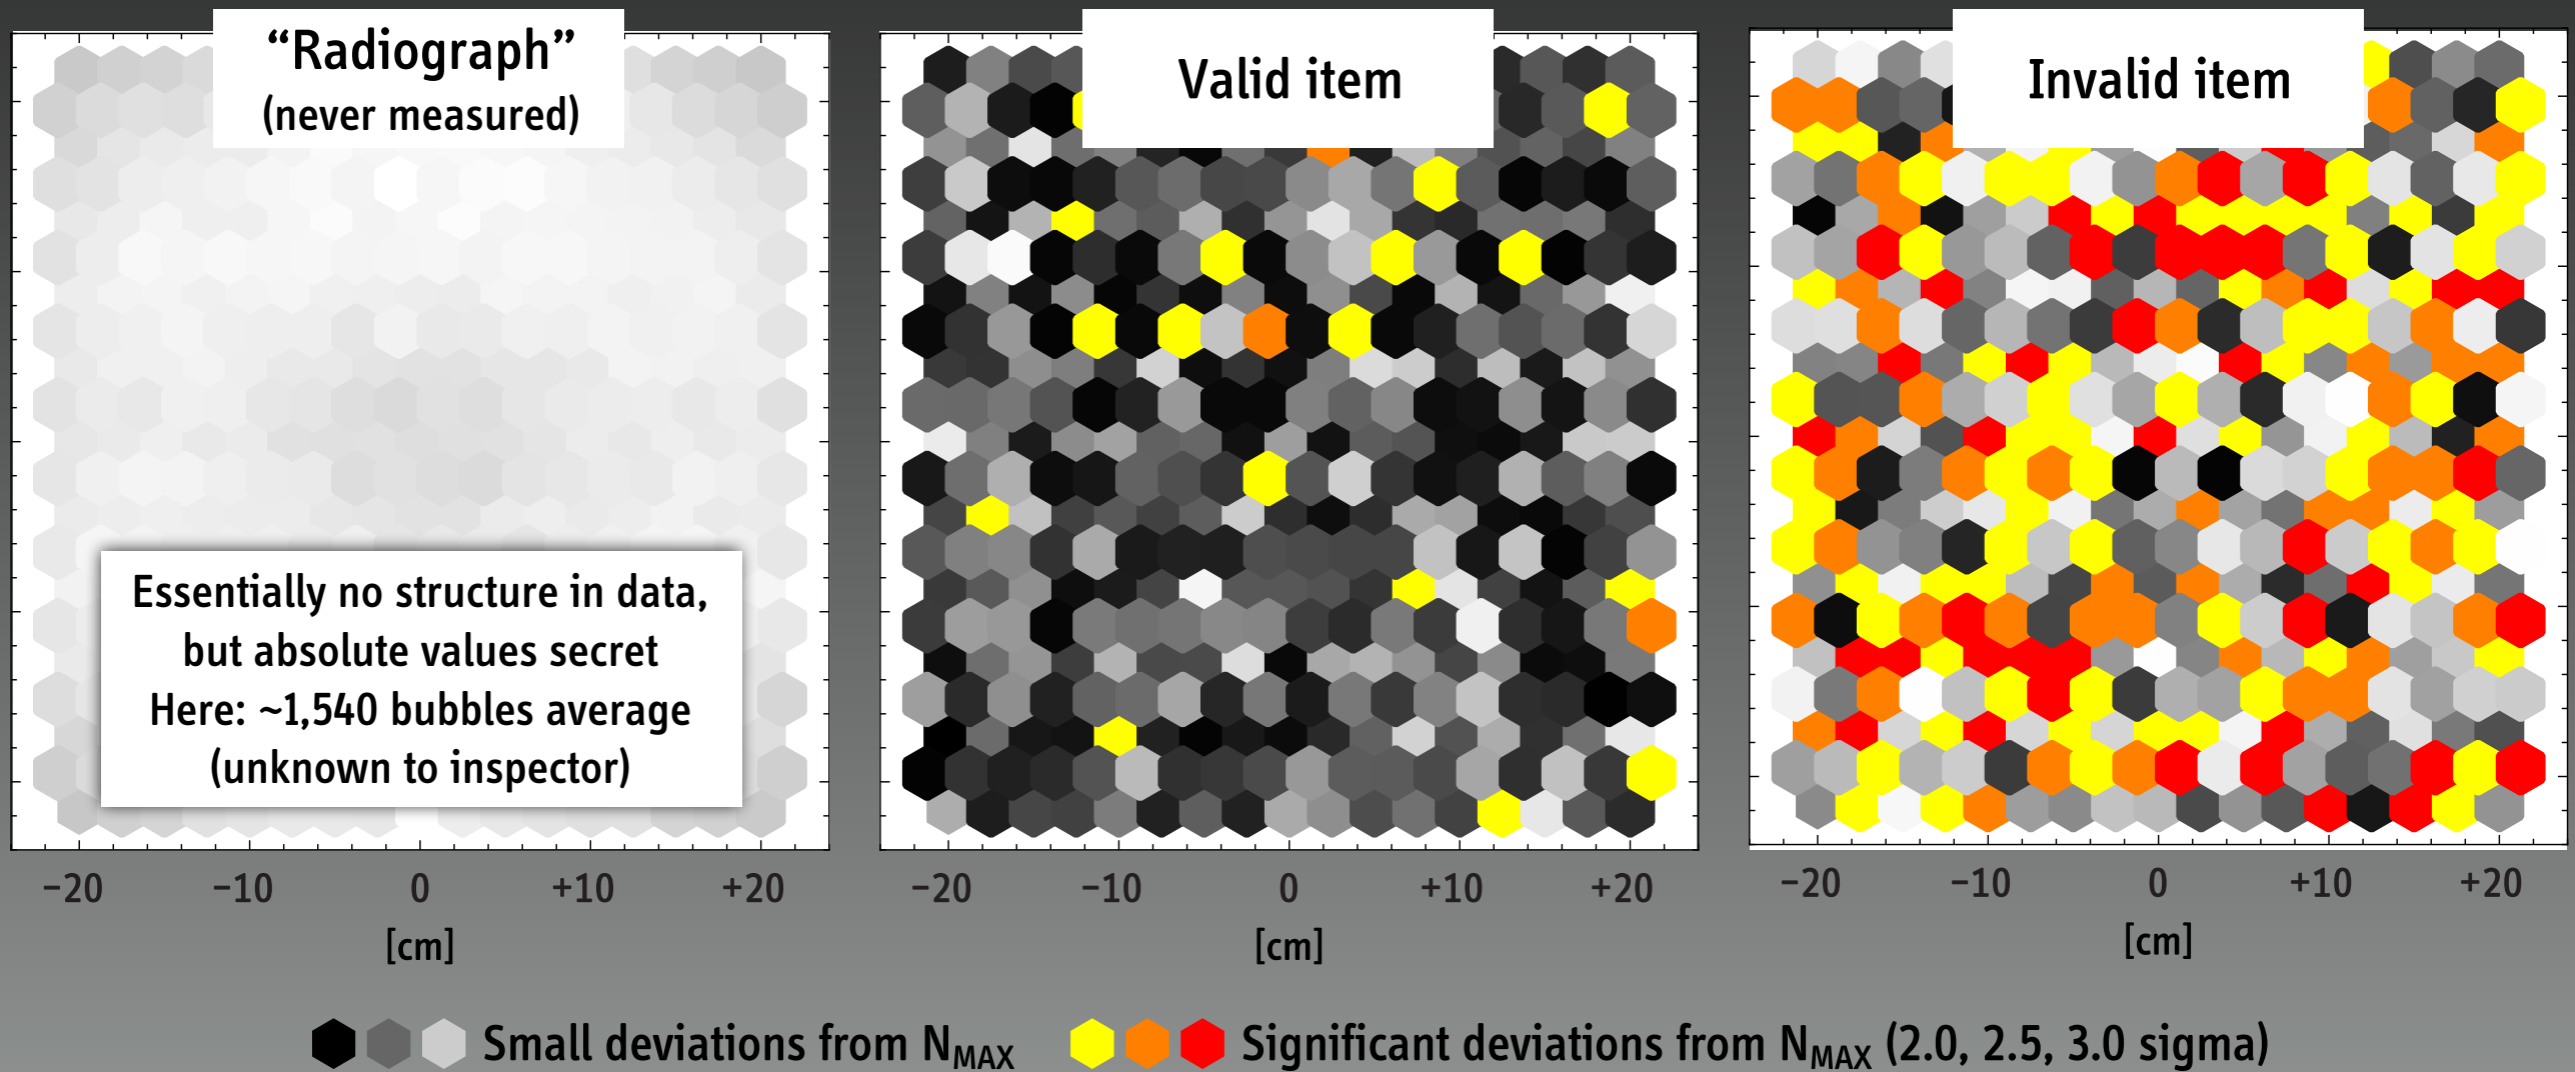 “Radiograph”
(never measured)
Valid item
Invalid item
Essentially no structure in data,
but absolute values secret
Here: ~1,540 bubbles average
(unknown to inspector)
−20 −10 0 +10 +20
[cm]
−20 −10 0 +10 +20
[cm]
−20 −10 0 +10 +20
[cm]
Small deviations from NMAX
Significant deviations from NMAX (2.0, 2.5, 3.0 sigma)